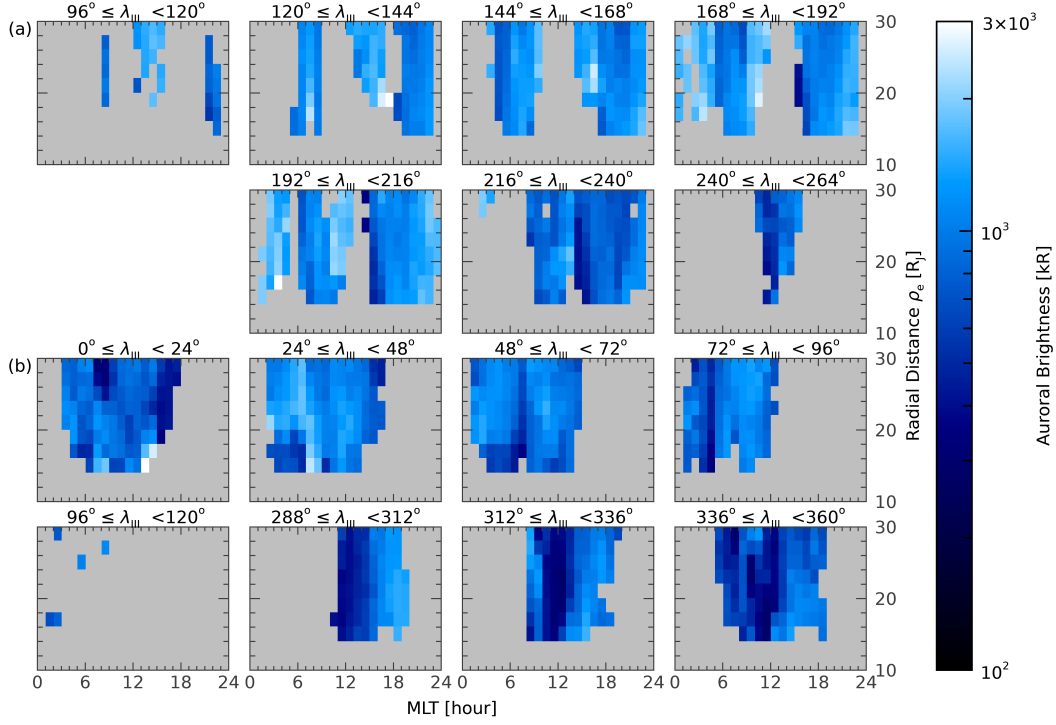 (a)
96° ≤ λ_III <120°
120° ≤ λ_III <144°
144° ≤ λ_III <168°
168° ≤ λ_III <192°
30
20
10
192° ≤ λ_III <216°
216° ≤ λ_III <240°
240° ≤ λ_III <264°
30
20
10
(b)
0° ≤ λ_III <24°
24° ≤ λ_III <48°
48° ≤ λ_III <72°
72° ≤ λ_III <96°
30
20
10
96° ≤ λ_III <120°
288° ≤ λ_III <312°
312° ≤ λ_III <336°
336° ≤ λ_III <360°
30
20
10
0 6 12 18 24
6 12 18 24
6 12 18 24
6 12 18 24
MLT [hour]
Radial Distance ρ_e [R_J]
3×10³
10³
10²
Auroral Brightness [kR]